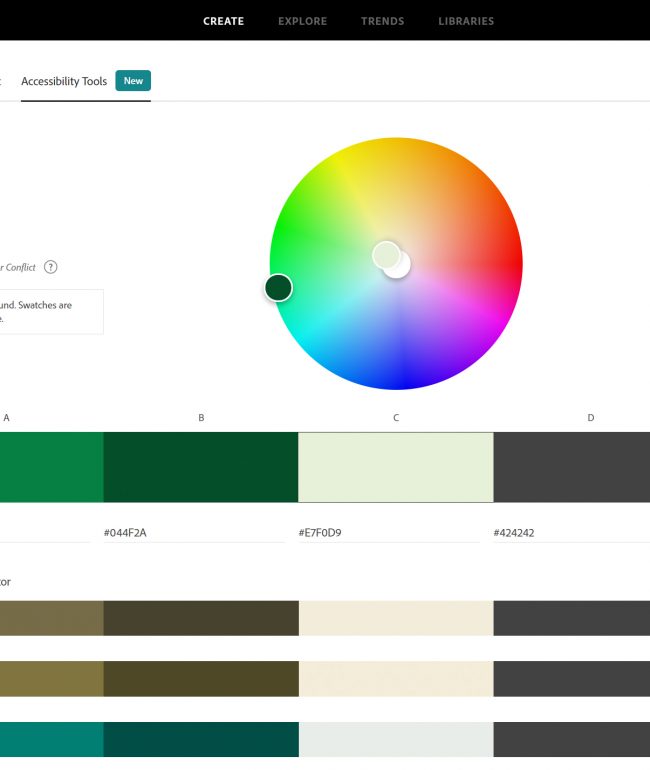 CREATE EXPLORE TRENDS LIBRARIES
Accessibility Tools New
r Conflict ?
und. Swatches are
e.
A B C D
#044F2A #E7F0D9 #424242
tor